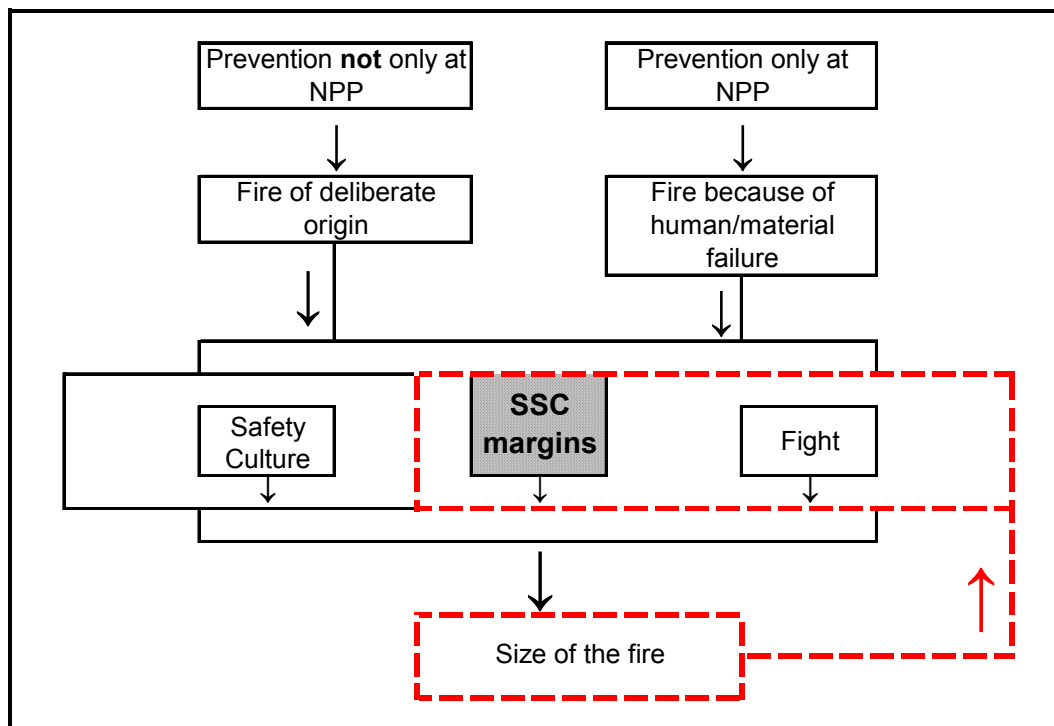 Prevention not only at
NPP
Prevention only at
NPP
Fire of deliberate
origin
Fire because of
human/material
failure
Safety
Culture
SSC
margins
Fight
Size of the fire